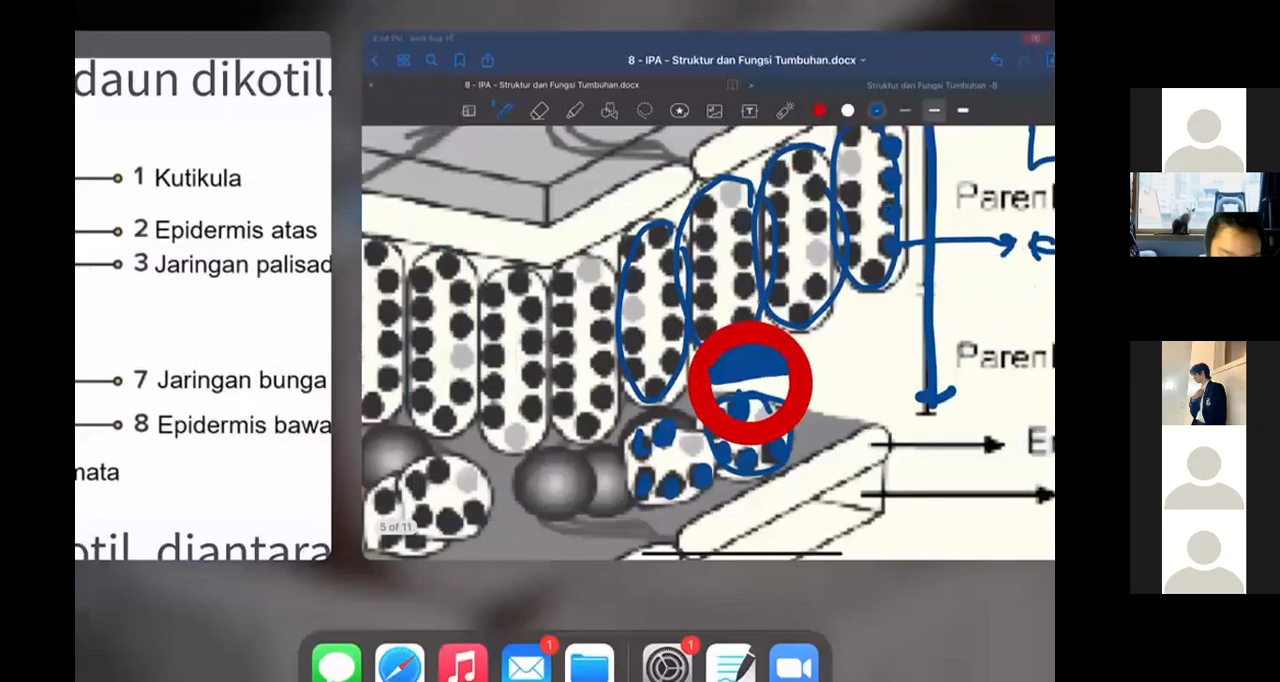 daun dikotil.
1 Kutikula
2 Epidermis atas
3 Jaringan palisad
7 Jaringan bunga
8 Epidermis bawa
mata
otil, diantara
8 - IPA - Struktur dan Fungsi Tumbuhan.docx
8 - IPA - Struktur dan Fungsi Tumbuhan.docx
Struktur dan Fungsi Tumbuhan -8
Paren
Paren
5 of 11
1
1